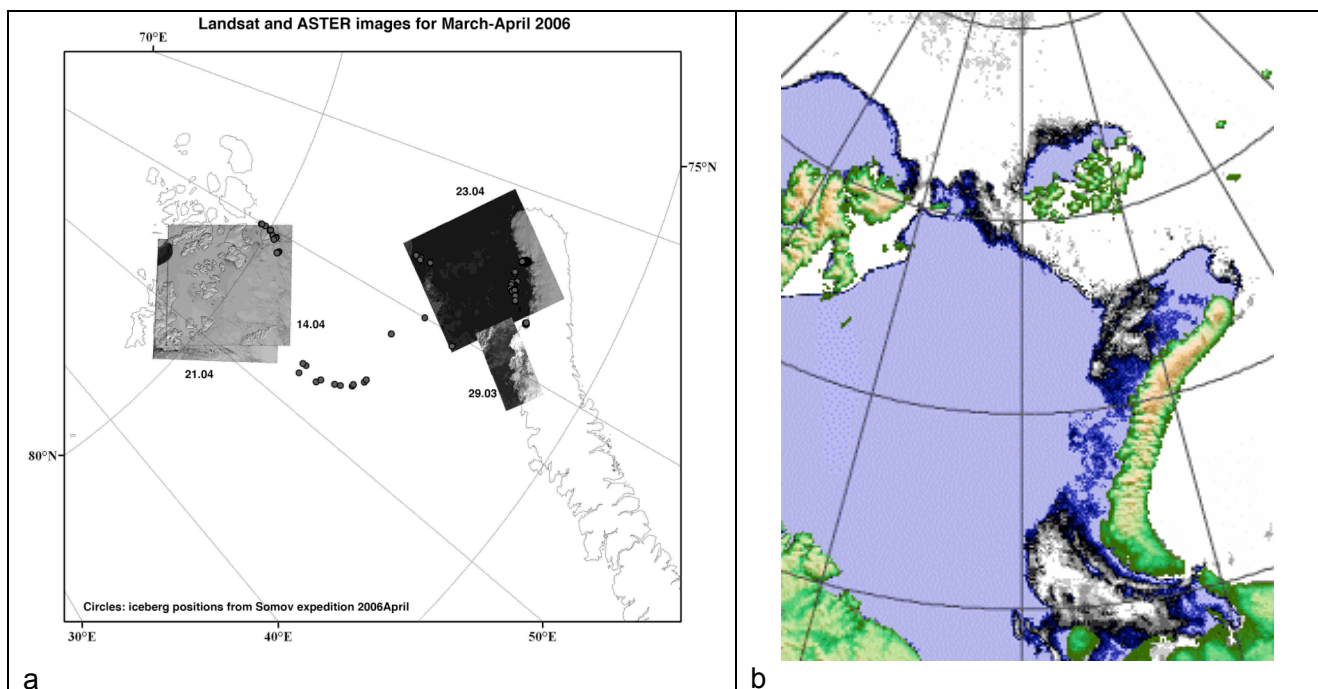 Landsat and ASTER images for March-April 2006
70°E
75°N
23.04
14.04
21.04
29.03
80°N
Circles: iceberg positions from Somov expedition 2006April
30°E
40°E
50°E
a
b